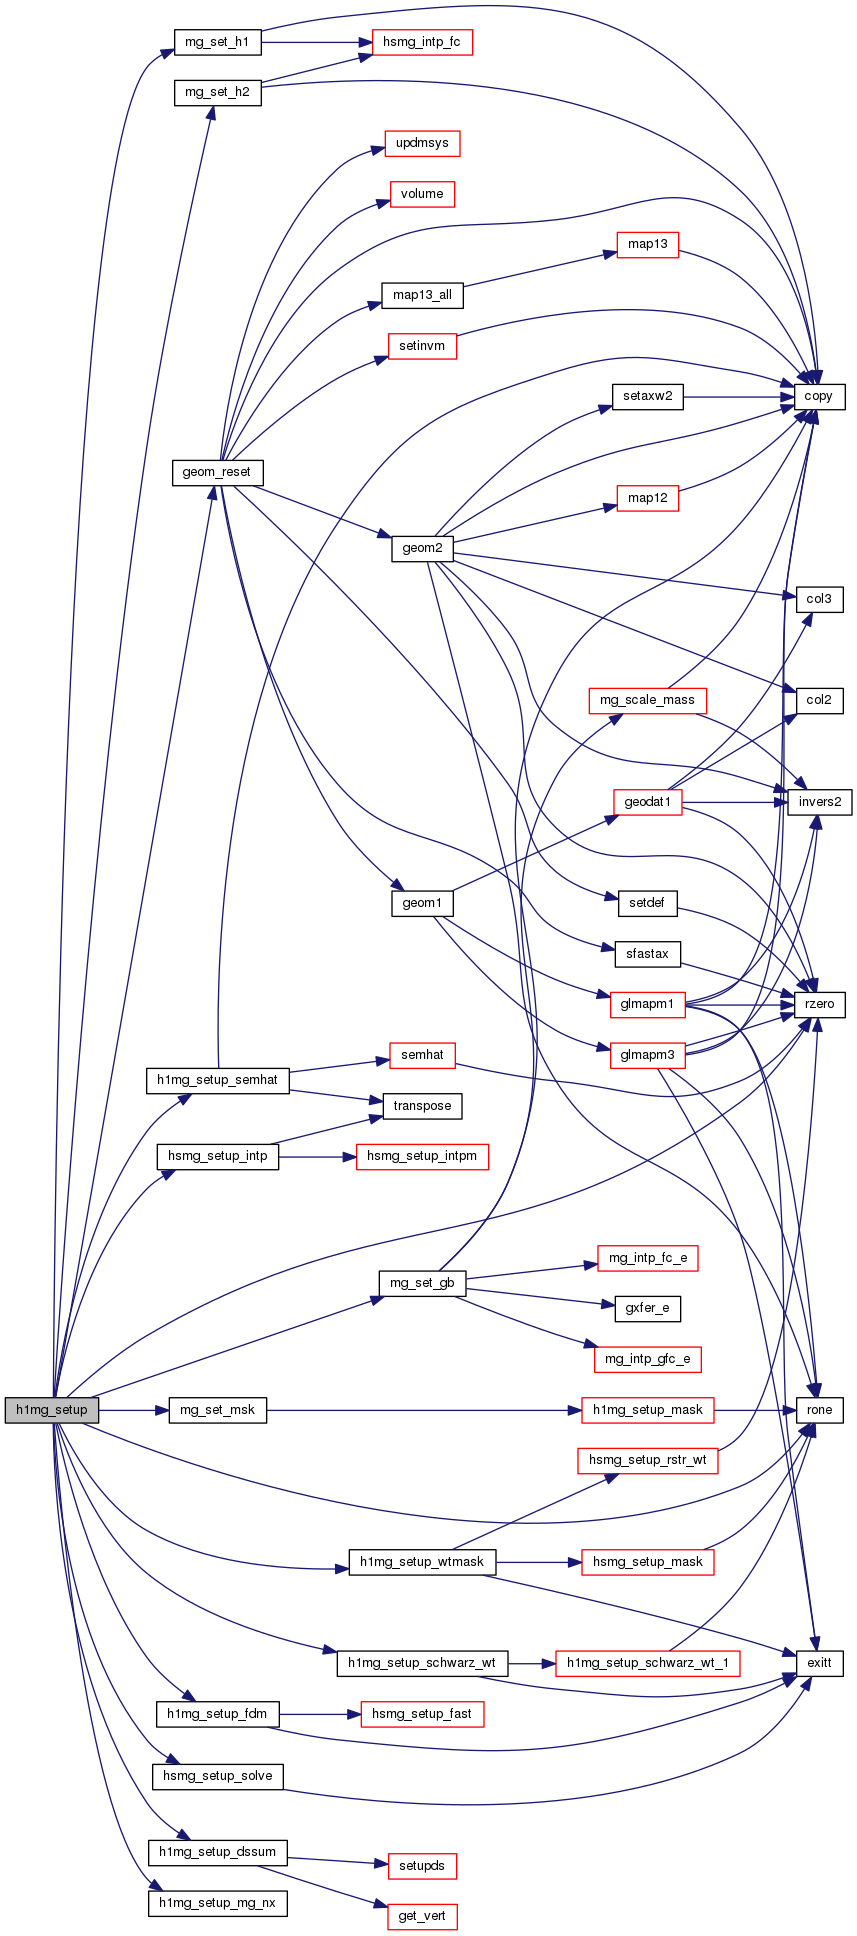 mg_set_h1
hsmg_intp_fc
mg_set_h2
updmsys
volume
map13
map13_all
setinvm
setaxw2
copy
geom_reset
map12
geom2
col3
mg_scale_mass
col2
geodat1
invers2
geom1
setdef
sfastax
glmapm1
rzero
semhat
glmapm3
h1mg_setup_semhat
transpose
hsmg_setup_intp
hsmg_setup_intpm
mg_intp_fc_e
mg_set_gb
gxfer_e
mg_intp_gfc_e
h1mg_setup
mg_set_msk
h1mg_setup_mask
rone
hsmg_setup_rstr_wt
h1mg_setup_wtmask
hsmg_setup_mask
h1mg_setup_schwarz_wt
h1mg_setup_schwarz_wt_1
exitt
h1mg_setup_fdm
hsmg_setup_fast
hsmg_setup_solve
h1mg_setup_dssum
setupds
h1mg_setup_mg_nx
get_vert